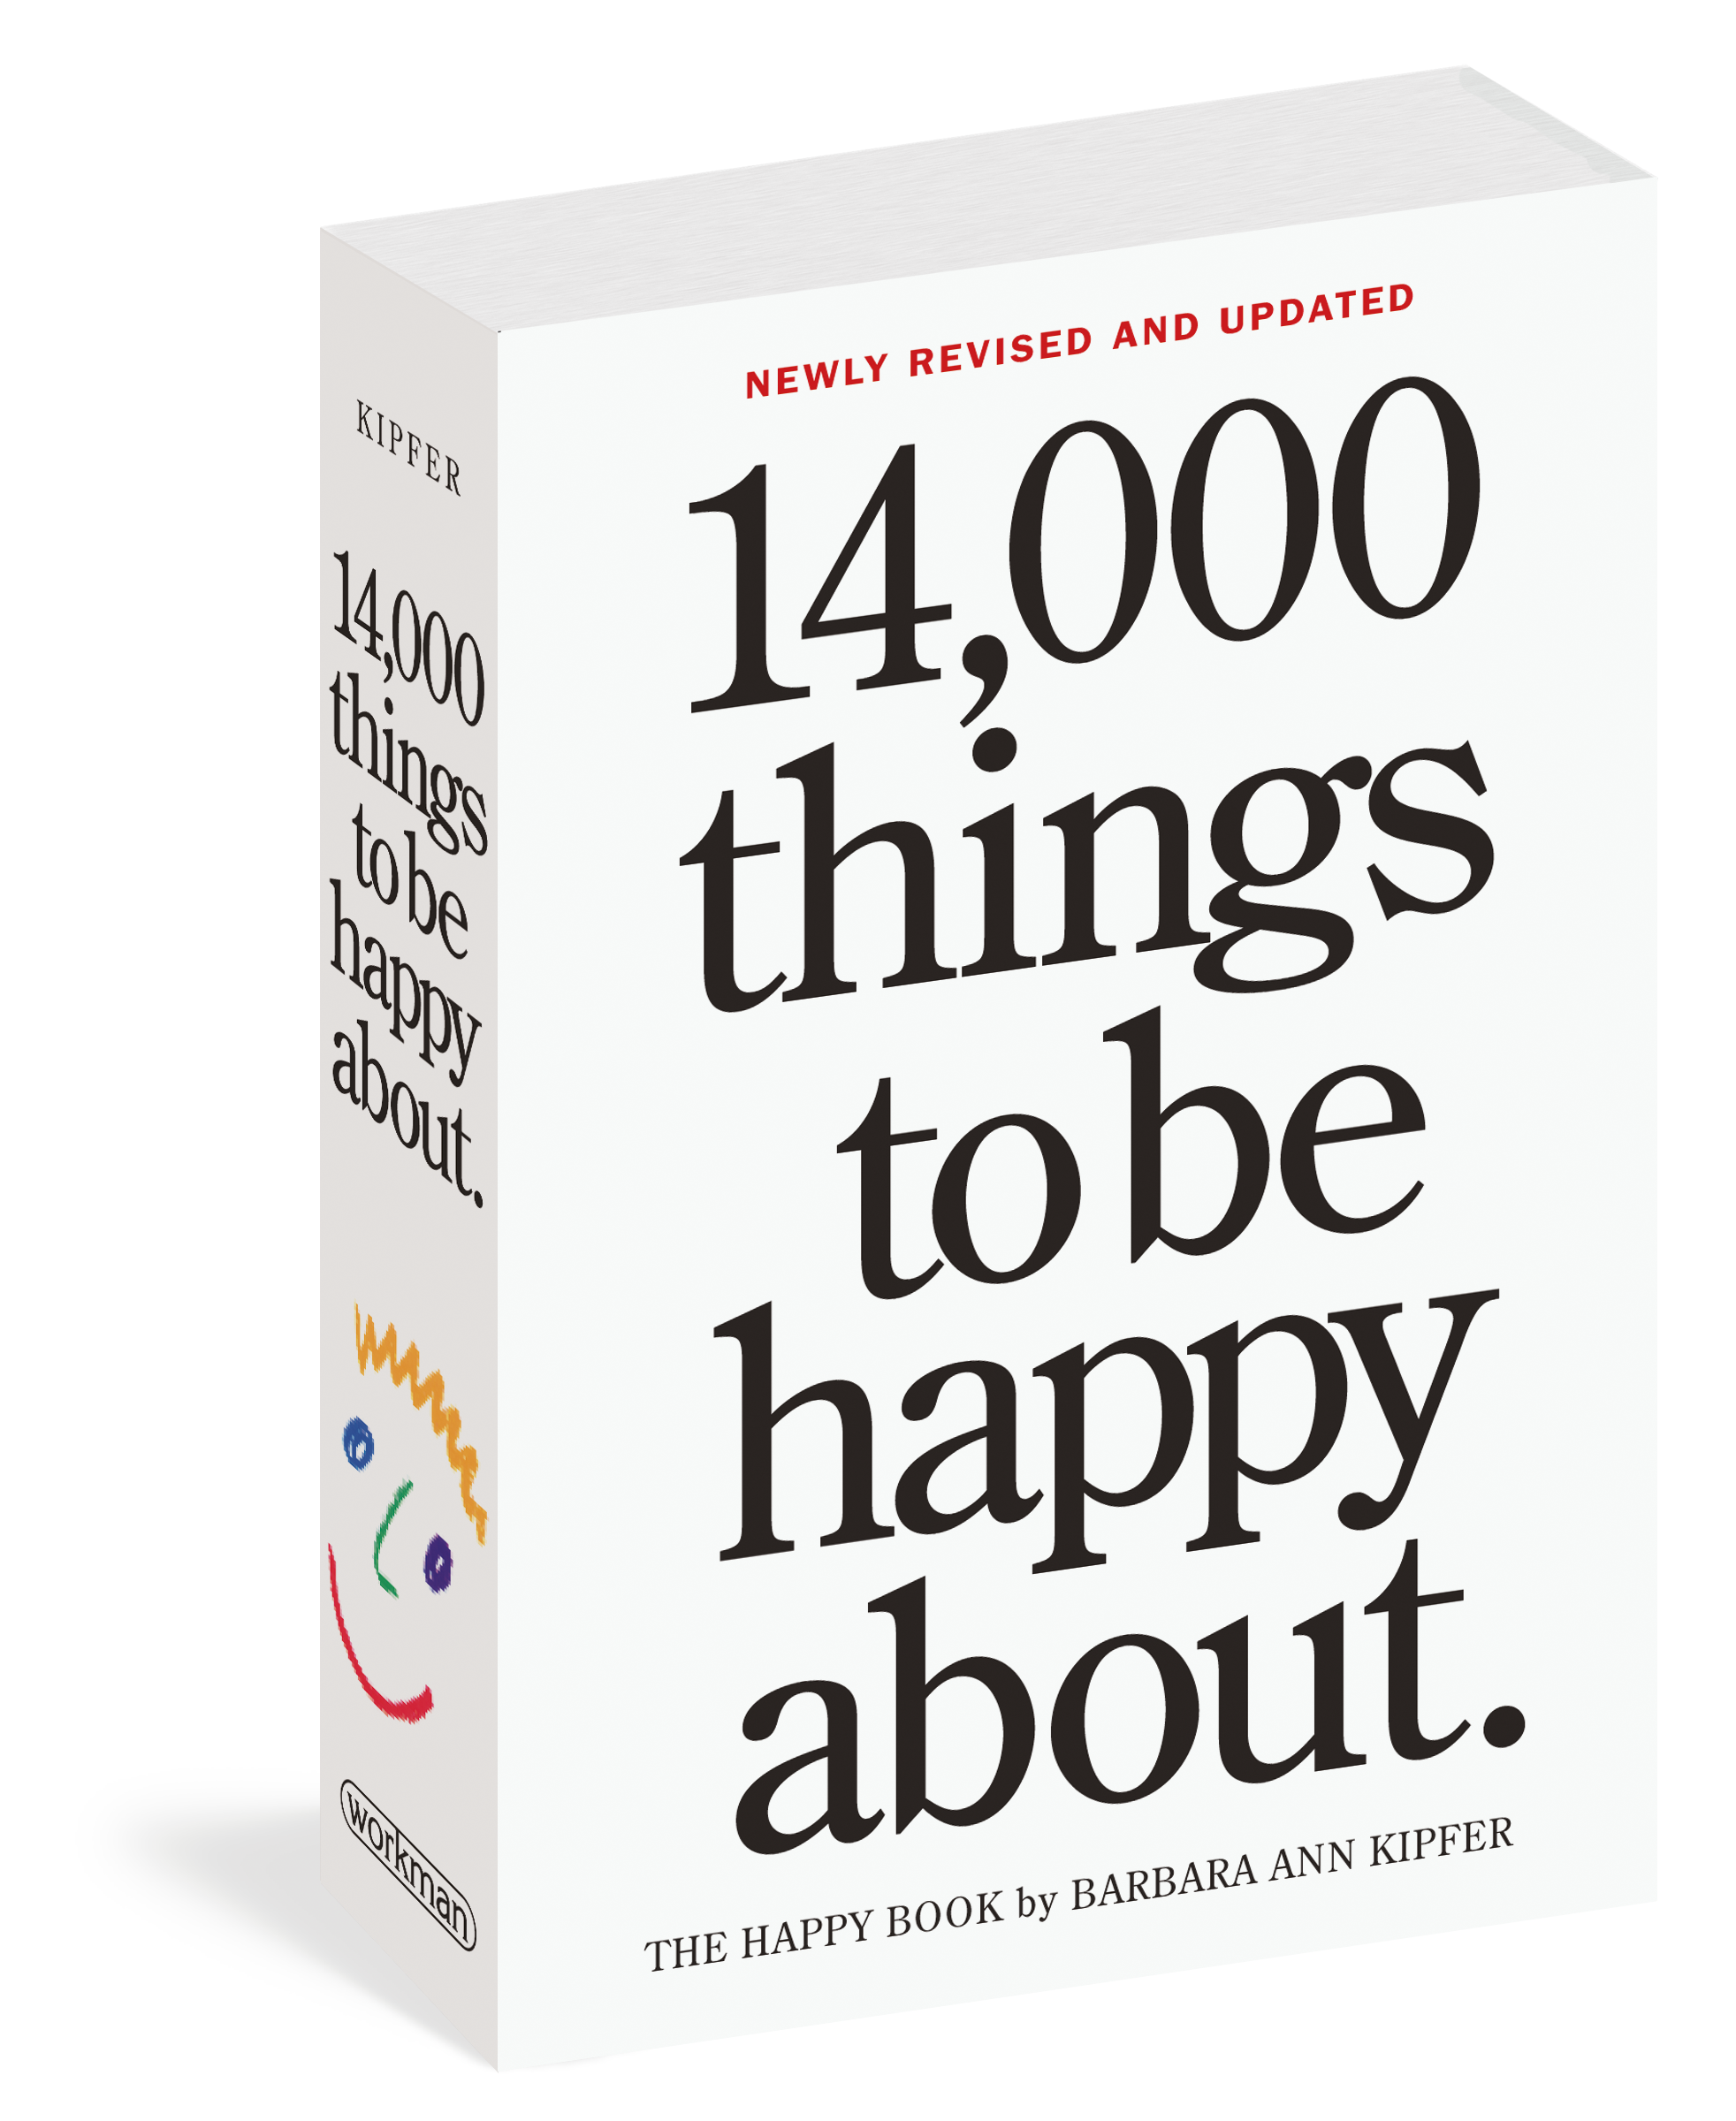 KIPFER
14,000
things
to be
happy
about.
workman
NEWLY REVISED AND UPDATED
14,000
things
to be
happy
about.
THE HAPPY BOOK by BARBARA ANN KIPFER